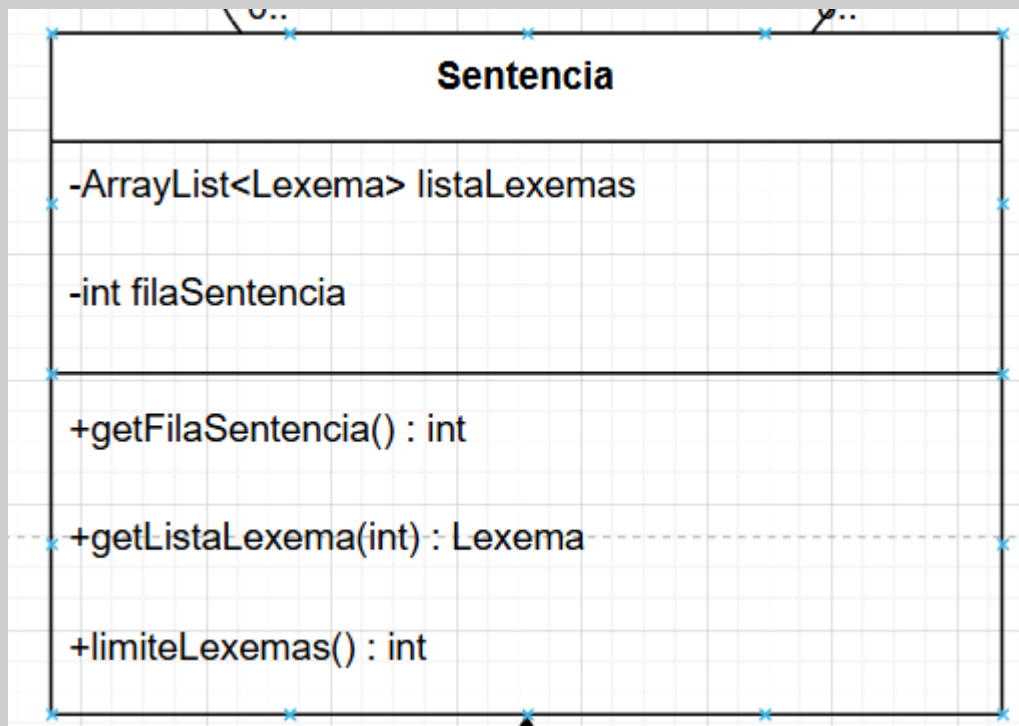 Sentencia
-ArrayList<Lexema> listaLexemas
-int filaSentencia
+getFilaSentencia() : int
+getListaLexema(int) : Lexema
+limiteLexemas() : int